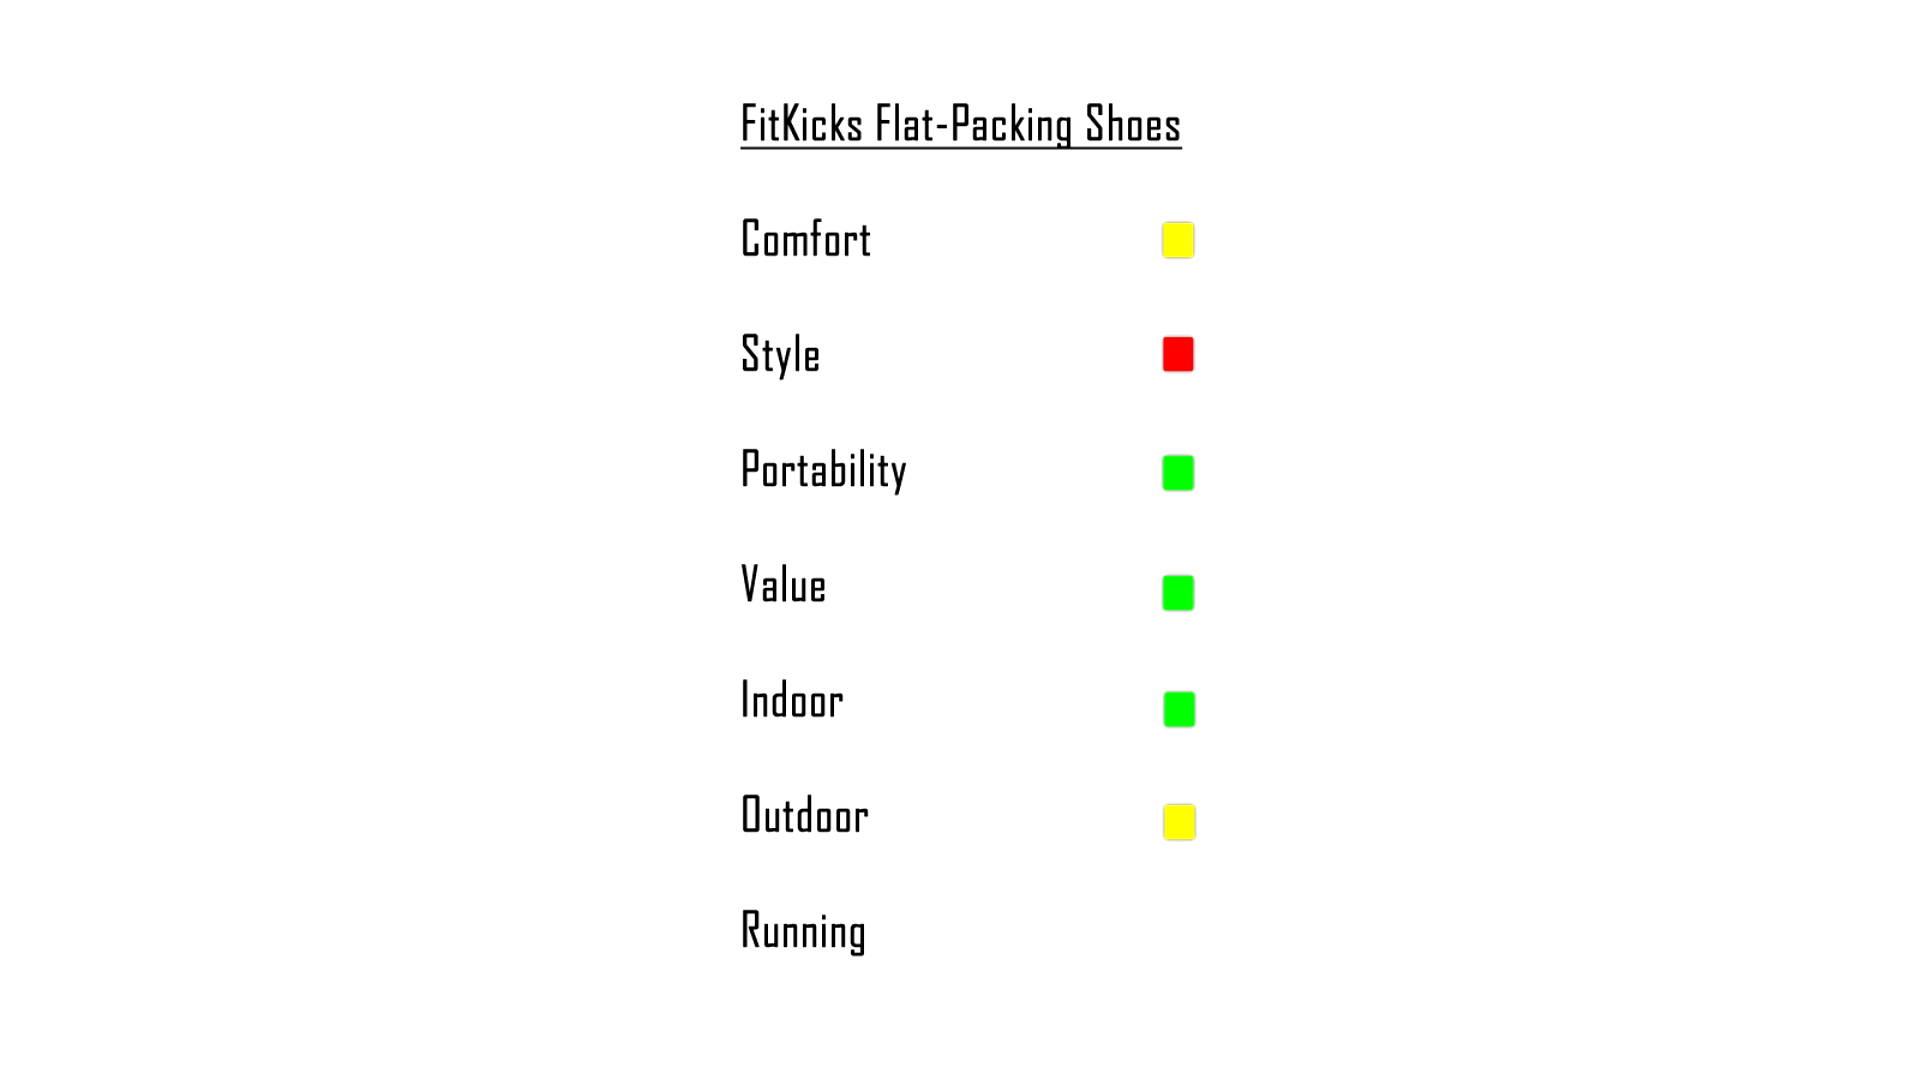 FitKicks Flat-Packing Shoes
Comfort
Style
Portability
Value
Indoor
Outdoor
Running